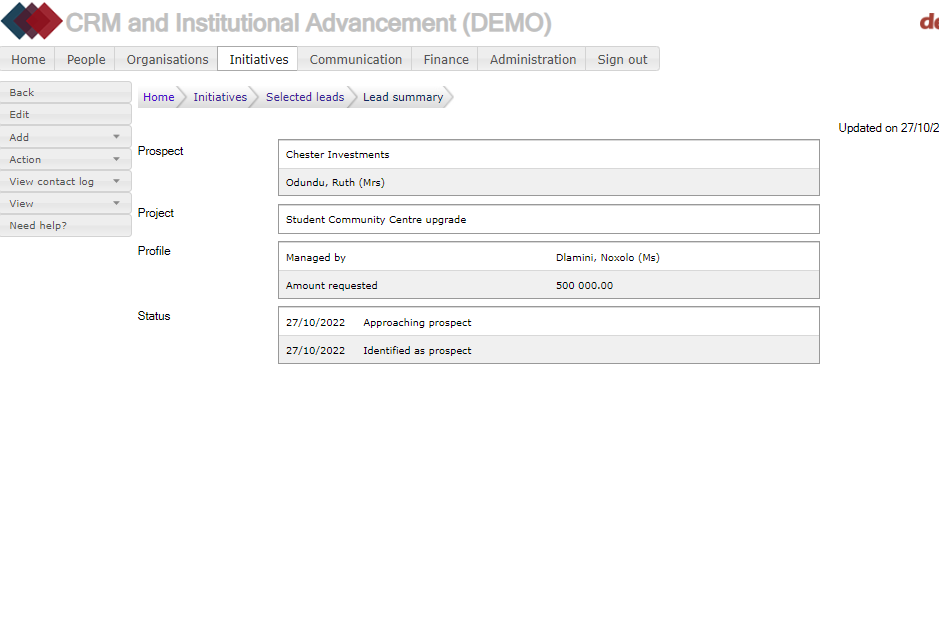 CRM and Institutional Advancement (DEMO)
Home People Organisations Initiatives Communication Finance Administration Sign out
Back
Edit
Add
Action
View contact log
View
Need help?
Home Initiatives Selected leads Lead summary
Updated on 27/10/2
Prospect
Chester Investments
Odundu, Ruth (Mrs)
Project
Student Community Centre upgrade
Profile
Managed by Dlamini, Noxolo (Ms)
Amount requested 500 000.00
Status
27/10/2022 Approaching prospect
27/10/2022 Identified as prospect